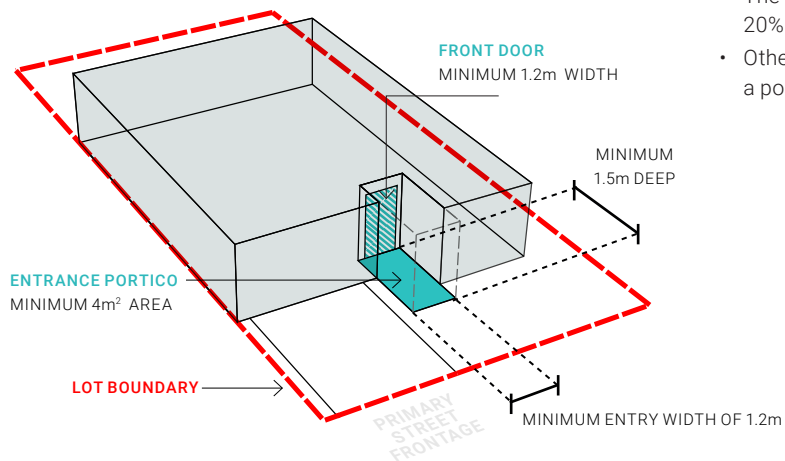 20%
• Othe
a po
FRONT DOOR
MINIMUM 1.2m WIDTH
MINIMUM
1.5m DEEP
ENTRANCE PORTICO
MINIMUM 4m² AREA
LOT BOUNDARY
PRIMARY
STREET
FRONTAGE
MINIMUM ENTRY WIDTH OF 1.2m